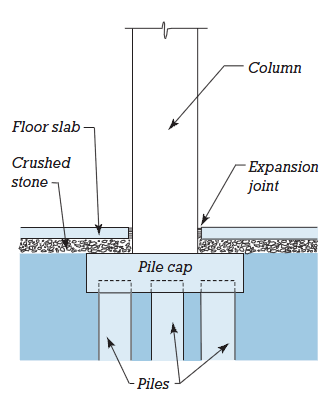 Column
Floor slab
Crushed
stone
Expansion
joint
Pile cap
Piles